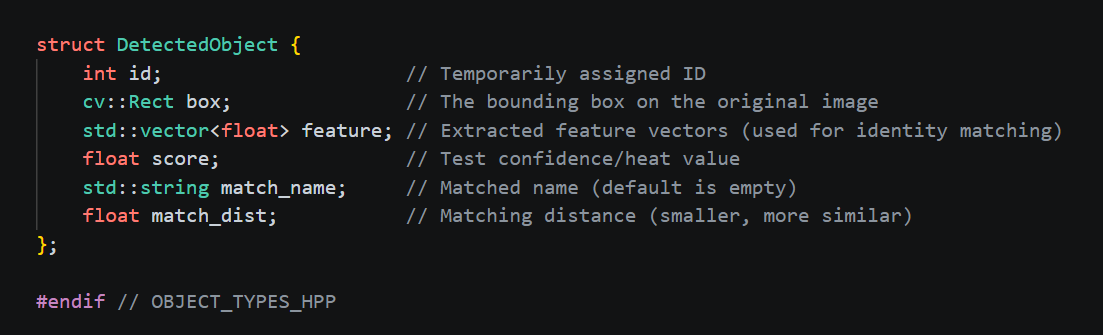 struct DetectedObject {
    int id;                    // Temporarily assigned ID
    cv::Rect box;              // The bounding box on the original image
    std::vector<float> feature; // Extracted feature vectors (used for identity matching)
    float score;               // Test confidence/heat value
    std::string match_name;    // Matched name (default is empty)
    float match_dist;          // Matching distance (smaller, more similar)
};
#endif // OBJECT_TYPES_HPP